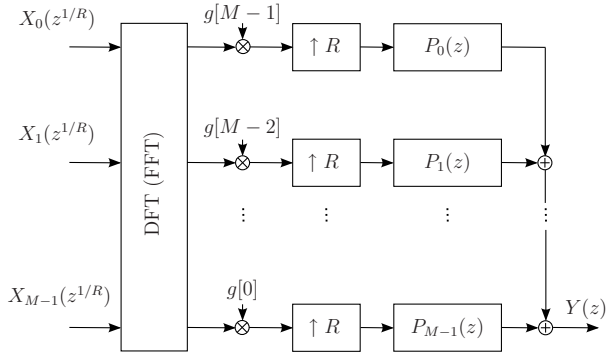 X_0(z^{1/R})
g[M−1]
↑ R
P_0(z)
X_1(z^{1/R})
g[M−2]
↑ R
P_1(z)
DFT (FFT)
X_{M−1}(z^{1/R})
g[0]
↑ R
P_{M−1}(z)
Y(z)